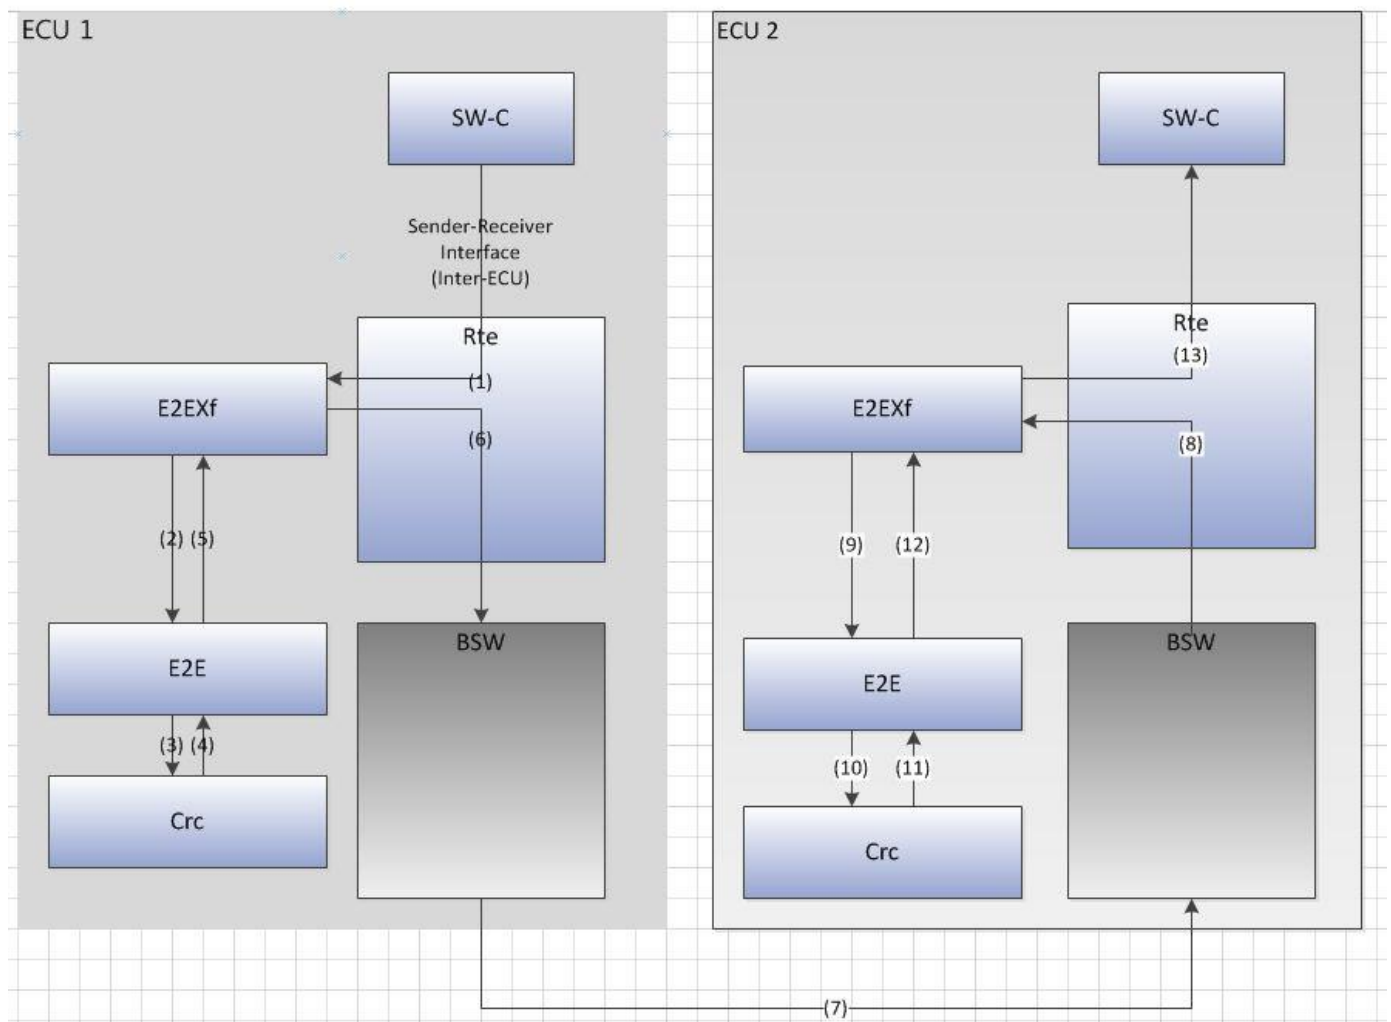 ECU 1
SW-C
Sender-Receiver
Interface
(Inter-ECU)
Rte
(1)
E2EXf
(6)
(2) (5)
E2E
BSW
(3) (4)
Crc
ECU 2
SW-C
Rte
(13)
E2EXf
(8)
(9) (12)
BSW
E2E
(10) (11)
Crc
(7)